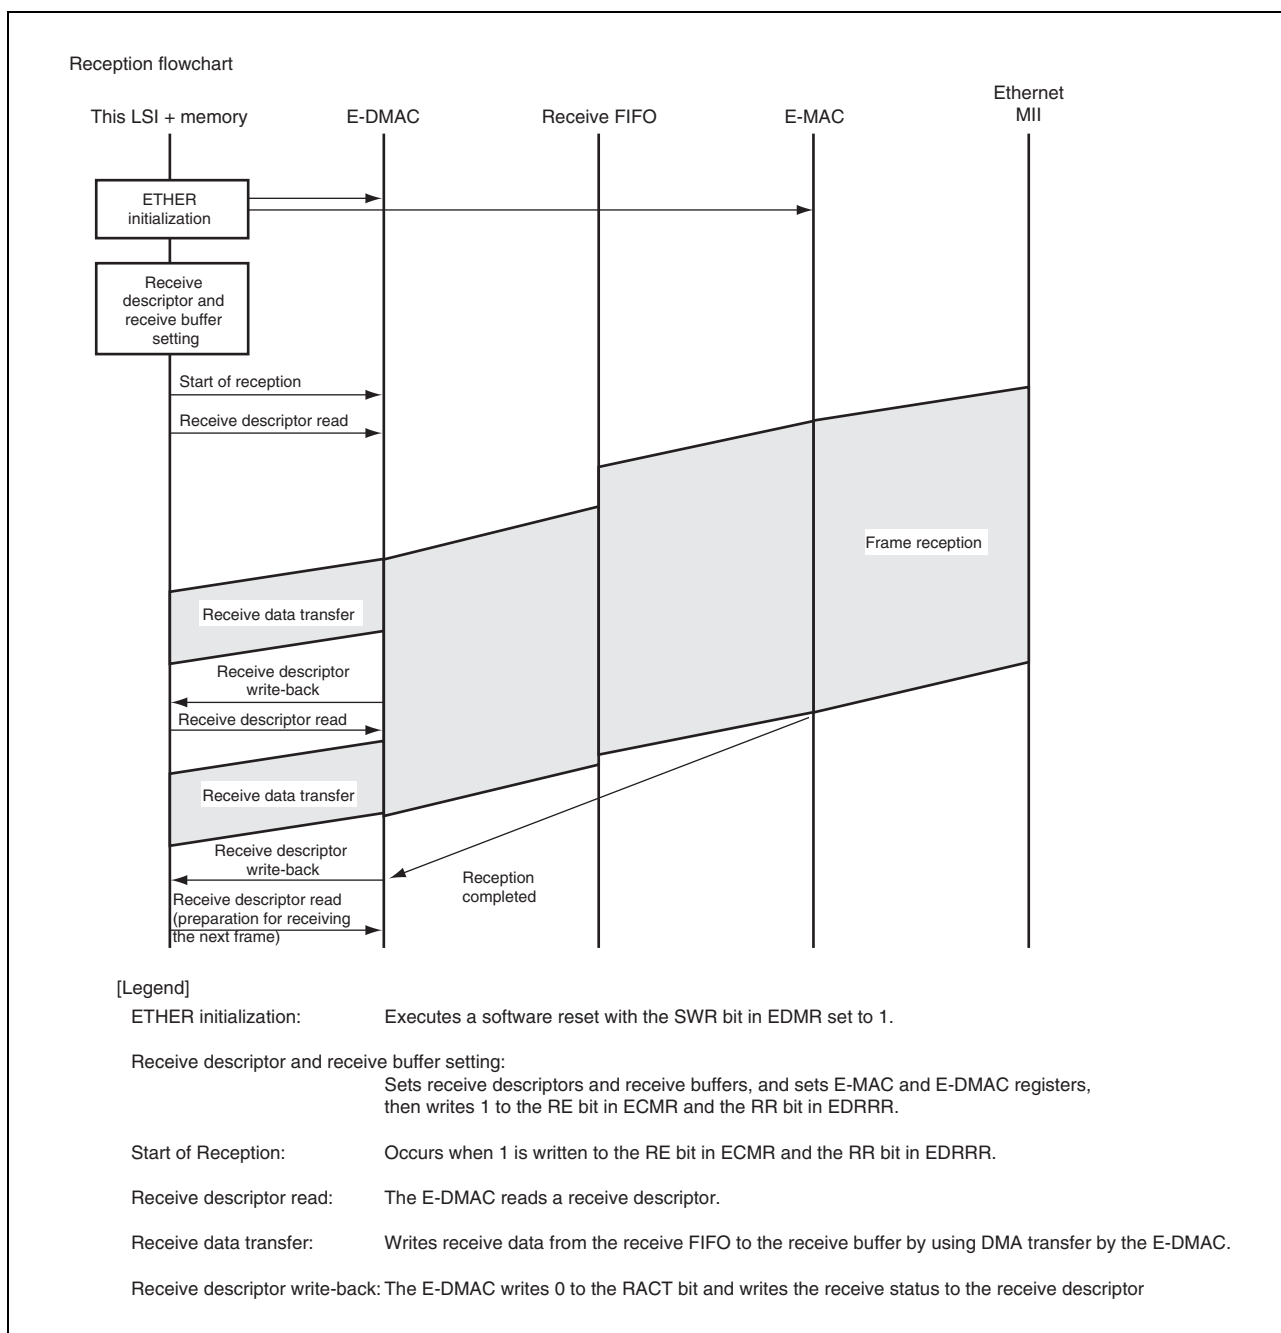 Reception flowchart
This LSI + memory
E-DMAC
Receive FIFO
E-MAC
Ethernet
MII
ETHER
initialization
Receive
descriptor and
receive buffer
setting
Start of reception
Receive descriptor read
Frame reception
Receive data transfer
Receive descriptor
write-back
Receive descriptor read
Receive data transfer
Receive descriptor
write-back
Reception
completed
Receive descriptor read
(preparation for receiving
the next frame)
[Legend]
ETHER initialization: Executes a software reset with the SWR bit in EDMR set to 1.
Receive descriptor and receive buffer setting:
Sets receive descriptors and receive buffers, and sets E-MAC and E-DMAC registers,
then writes 1 to the RE bit in ECMR and the RR bit in EDRRR.
Start of Reception: Occurs when 1 is written to the RE bit in ECMR and the RR bit in EDRRR.
Receive descriptor read: The E-DMAC reads a receive descriptor.
Receive data transfer: Writes receive data from the receive FIFO to the receive buffer by using DMA transfer by the E-DMAC.
Receive descriptor write-back: The E-DMAC writes 0 to the RACT bit and writes the receive status to the receive descriptor